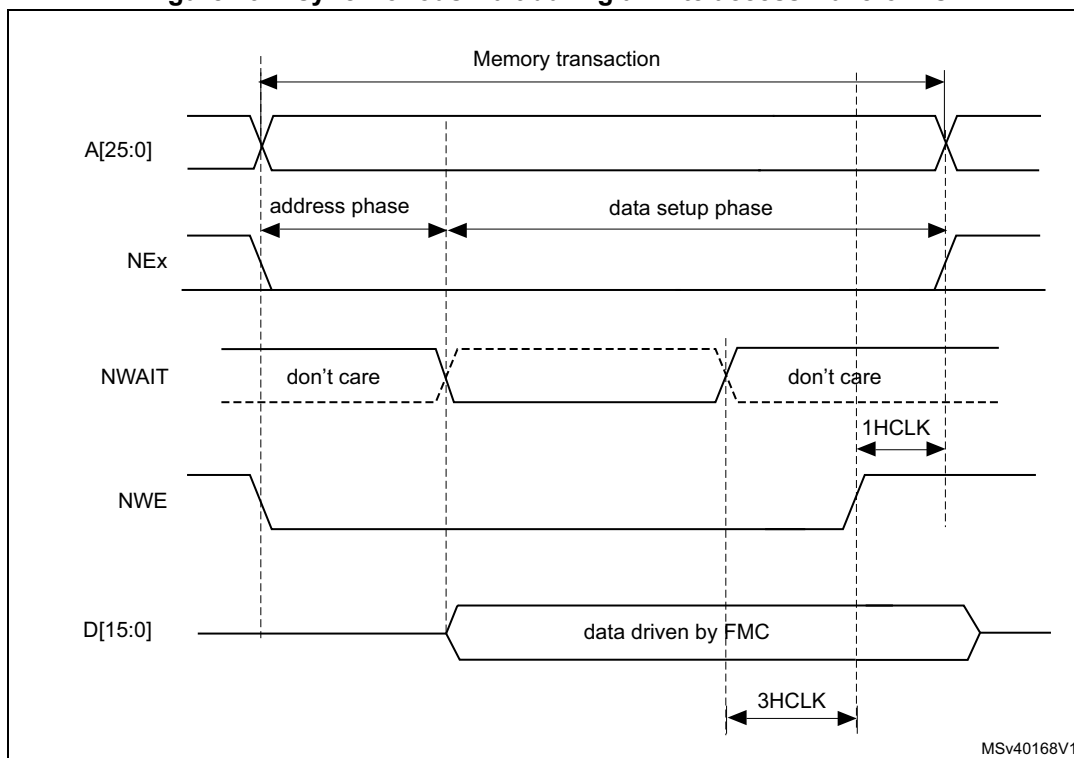 Memory transaction
A[25:0]
address phase
data setup phase
NEx
NWAIT
don't care
don't care
1HCLK
NWE
D[15:0]
data driven by FMC
3HCLK
MSv40168V1